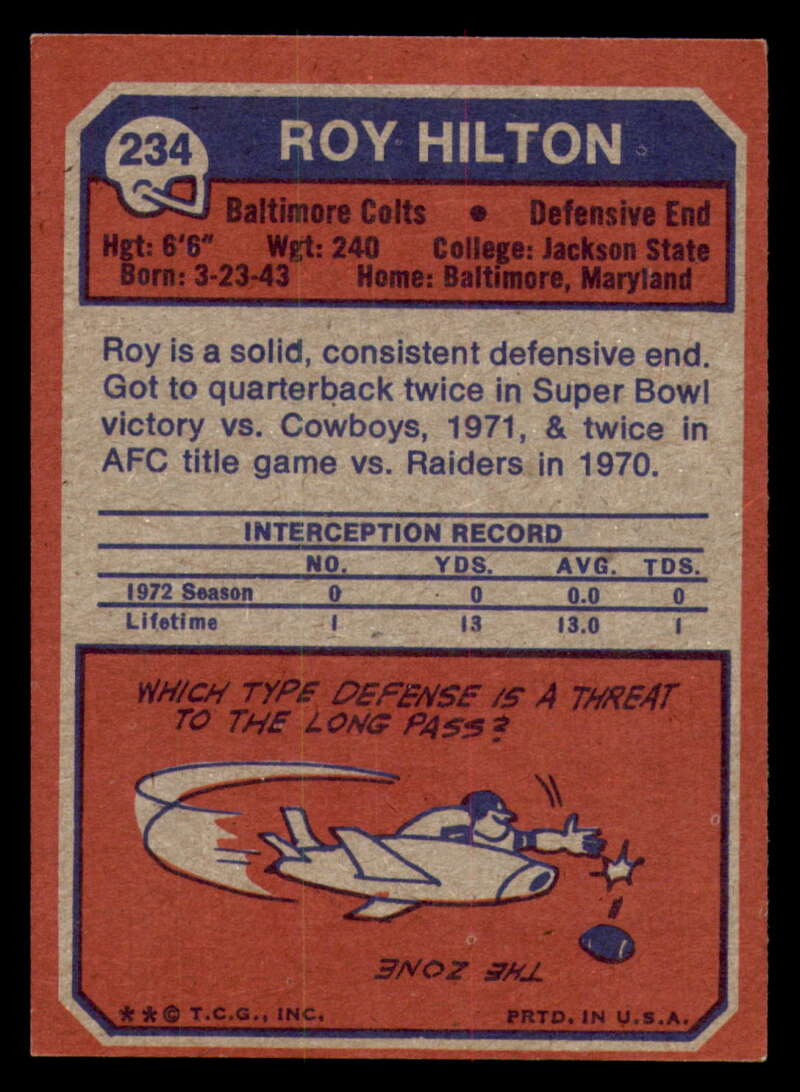 234
ROY HILTON
Baltimore Colts • Defensive End
Hgt: 6'6" Wgt: 240 College: Jackson State
Born: 3-23-43 Home: Baltimore, Maryland
Roy is a solid, consistent defensive end.
Got to quarterback twice in Super Bowl
victory vs. Cowboys, 1971, & twice in
AFC title game vs. Raiders in 1970.
INTERCEPTION RECORD
NO. YDS. AVG. TDS.
1972 Season 0 0 0.0 0
Lifetime 1 13 13.0 1
WHICH TYPE DEFENSE IS A THREAT
TO THE LONG PASS?
THE ZONE
**© T.C.G., INC. PRTD. IN U.S.A.